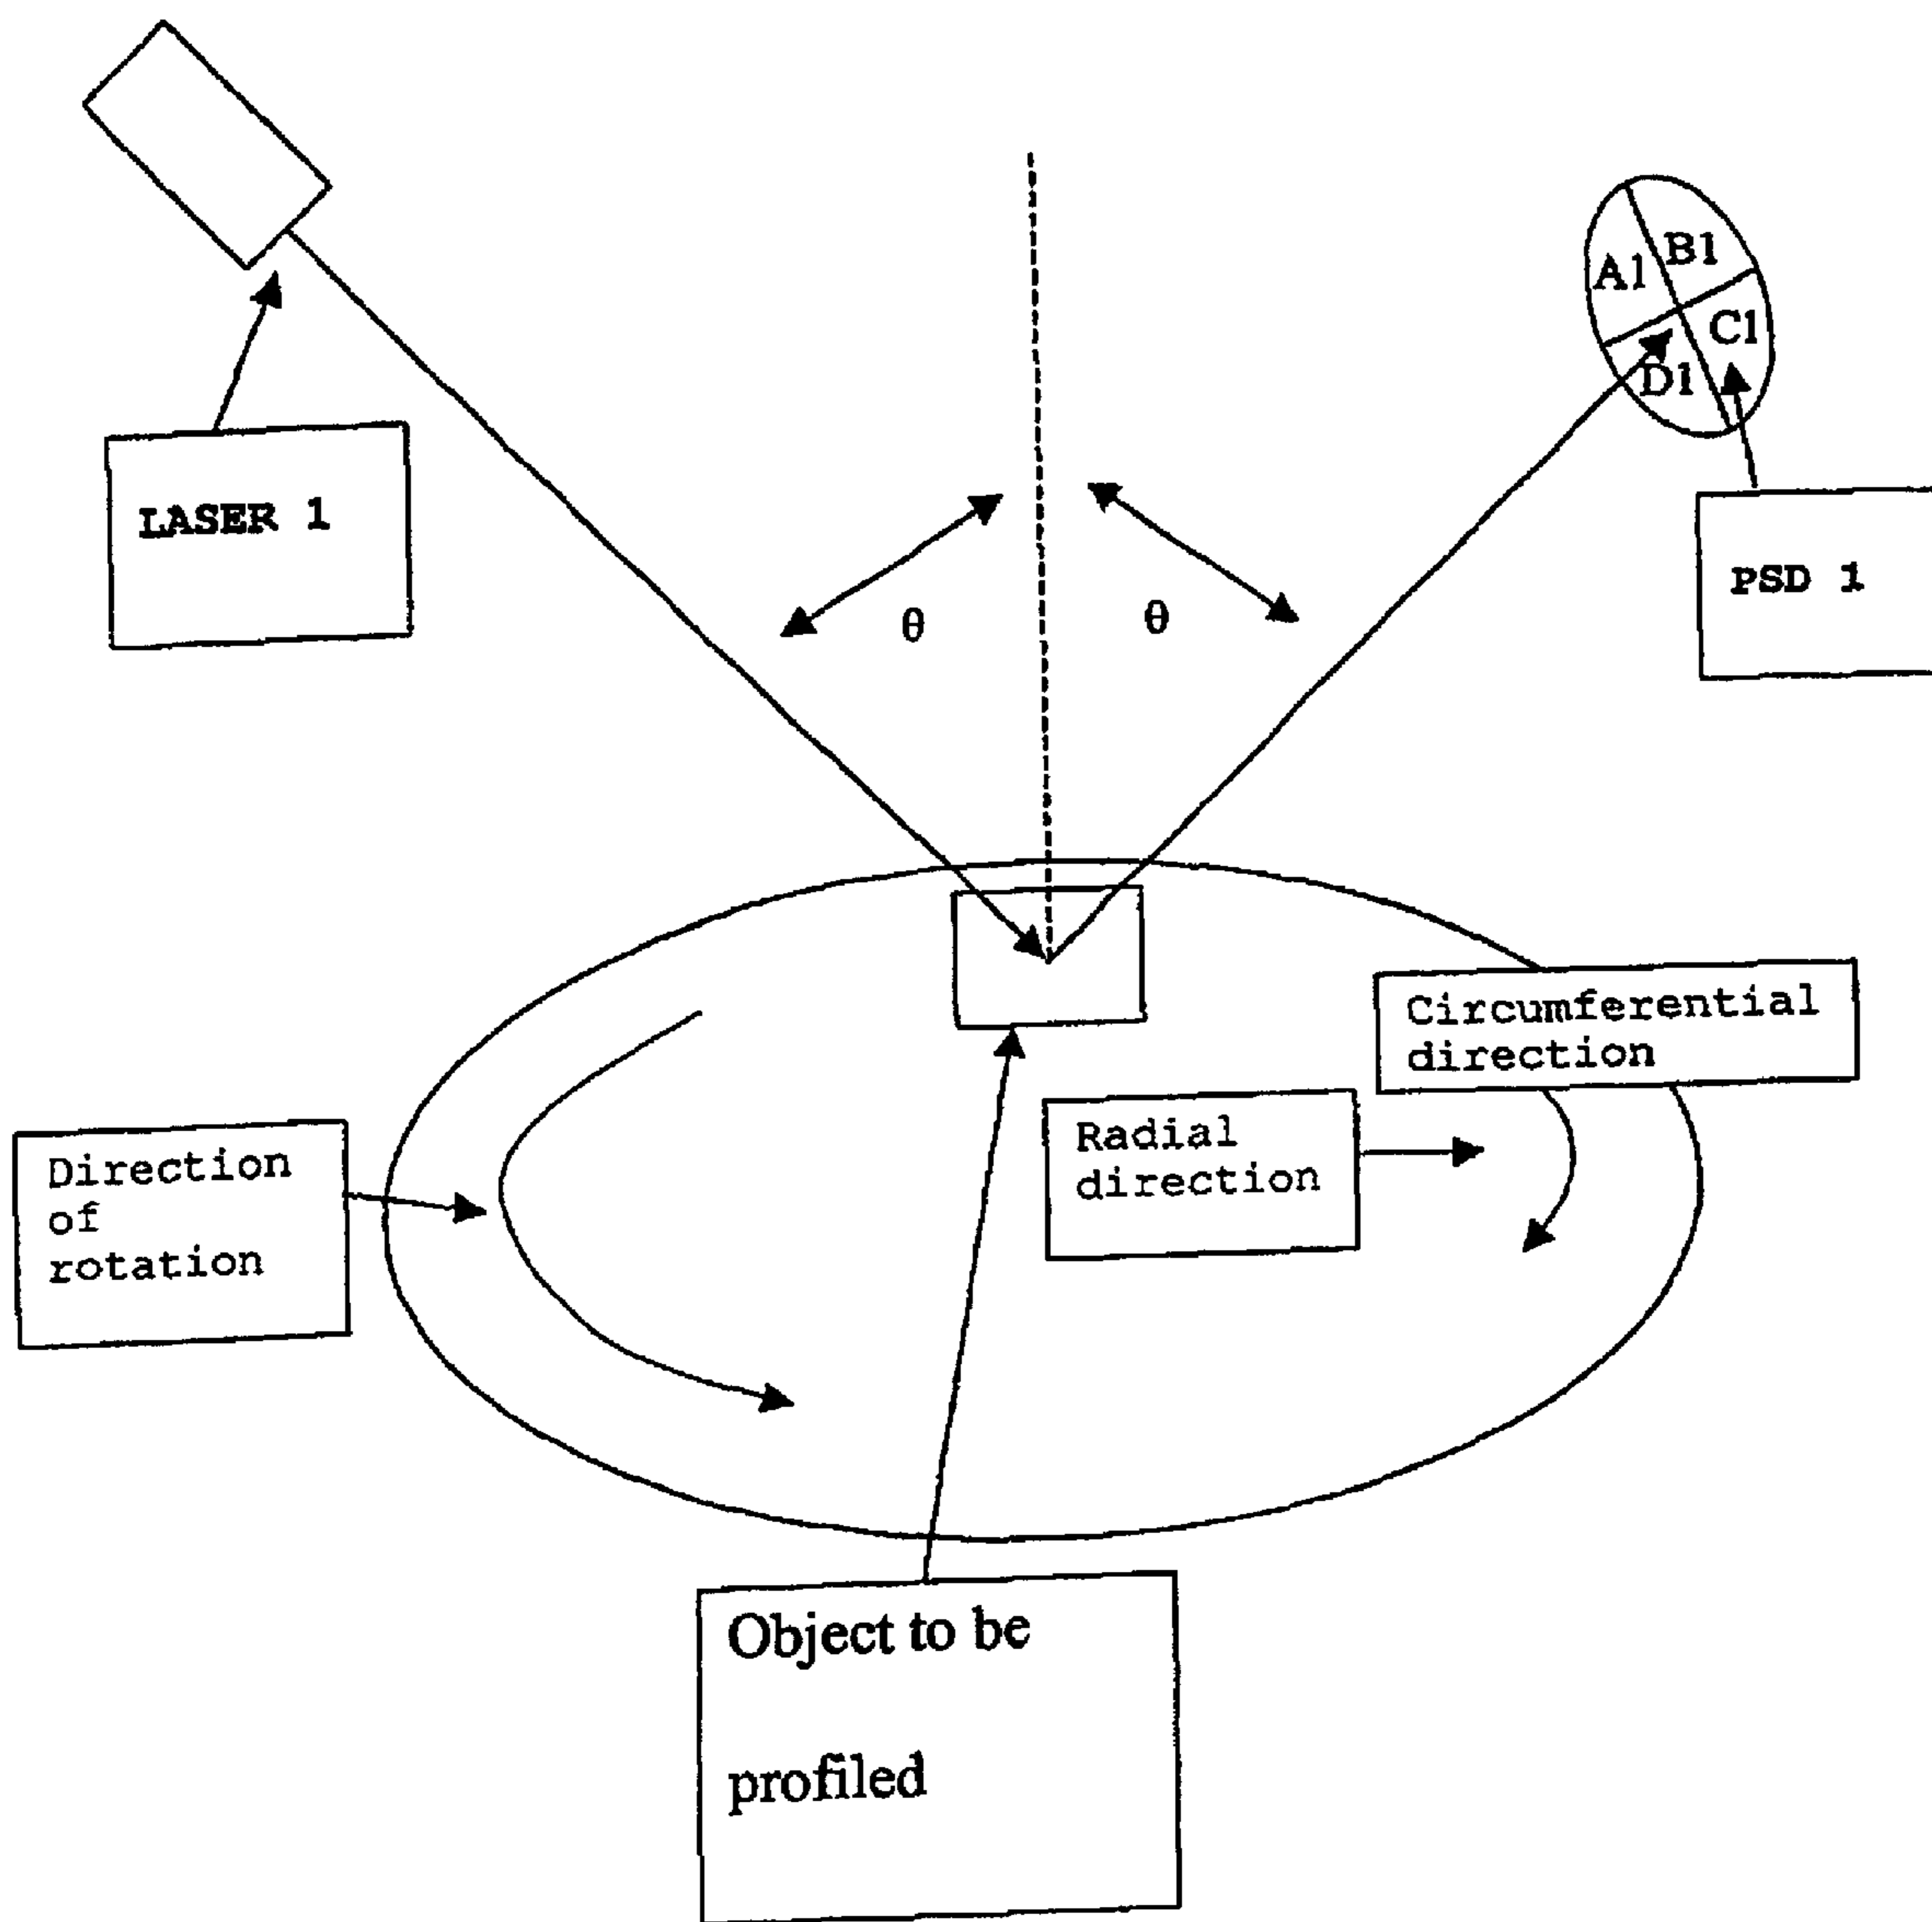 B1
A1
C1
D1
LASER 1
PSD 1
θ
θ
Circumferential
direction
Radial
direction
Direction
of
rotation
Object to be
profiled